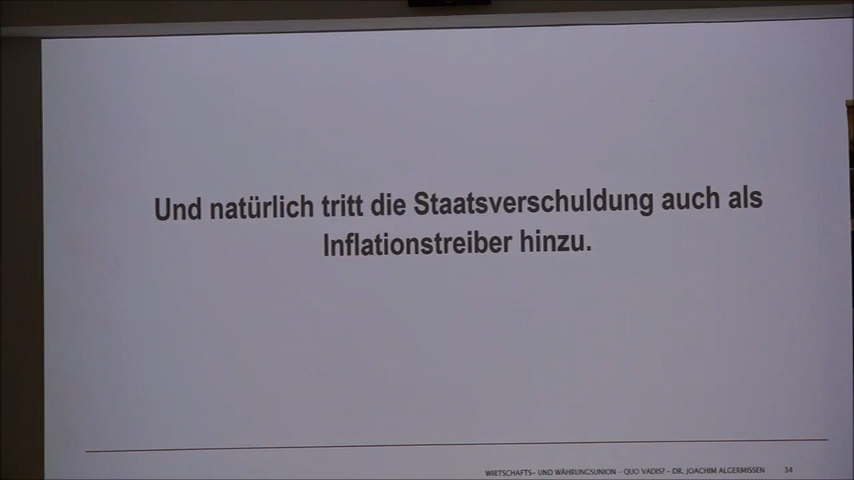 Und natürlich tritt die Staatsverschuldung auch als
Inflationstreiber hinzu.
WIRTSCHAFTS- UND WÄHRUNGSUNION - QUO VADIS? - DR. JOACHIM ALGERMISSEN 34